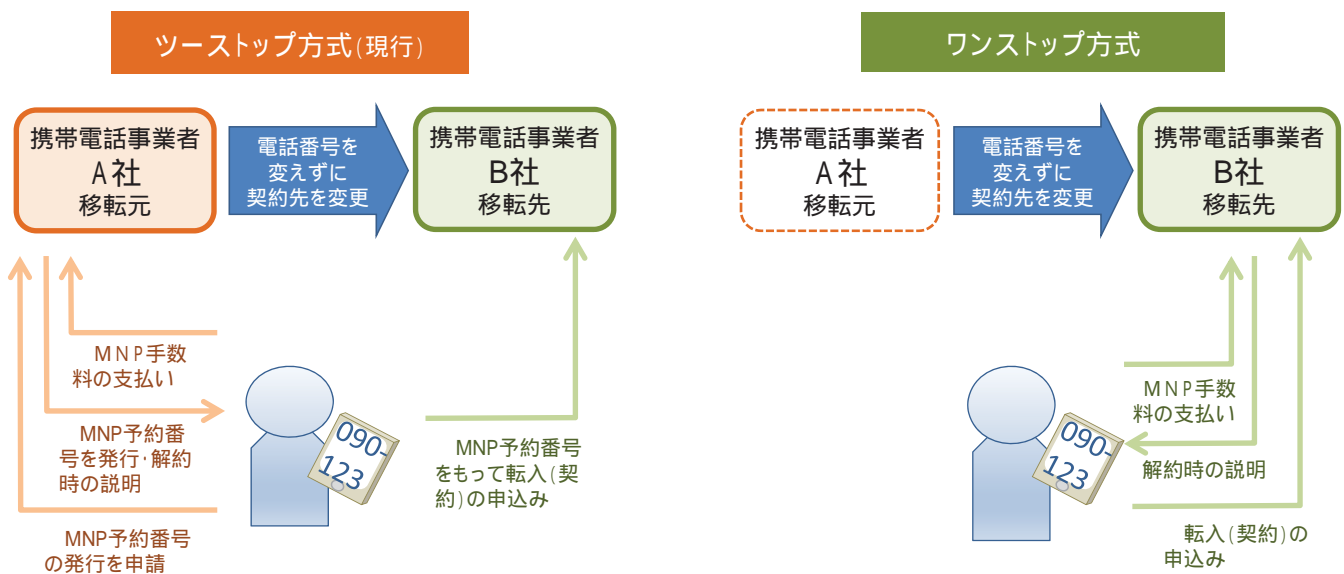 ツーストップ方式(現行)
携帯電話事業者
A社
移転元
電話番号を
変えずに
契約先を変更
携帯電話事業者
B社
移転先
MNP手数
料の支払い
MNP予約番
号を発行・解約
時の説明
MNP予約番号
の発行を申請
090-
123
MNP予約番号
をもって転入(契
約)の申込み
ワンストップ方式
携帯電話事業者
A社
移転元
電話番号を
変えずに
契約先を変更
携帯電話事業者
B社
移転先
MNP手数
料の支払い
解約時の説明
転入(契約)の
申込み
090-
123